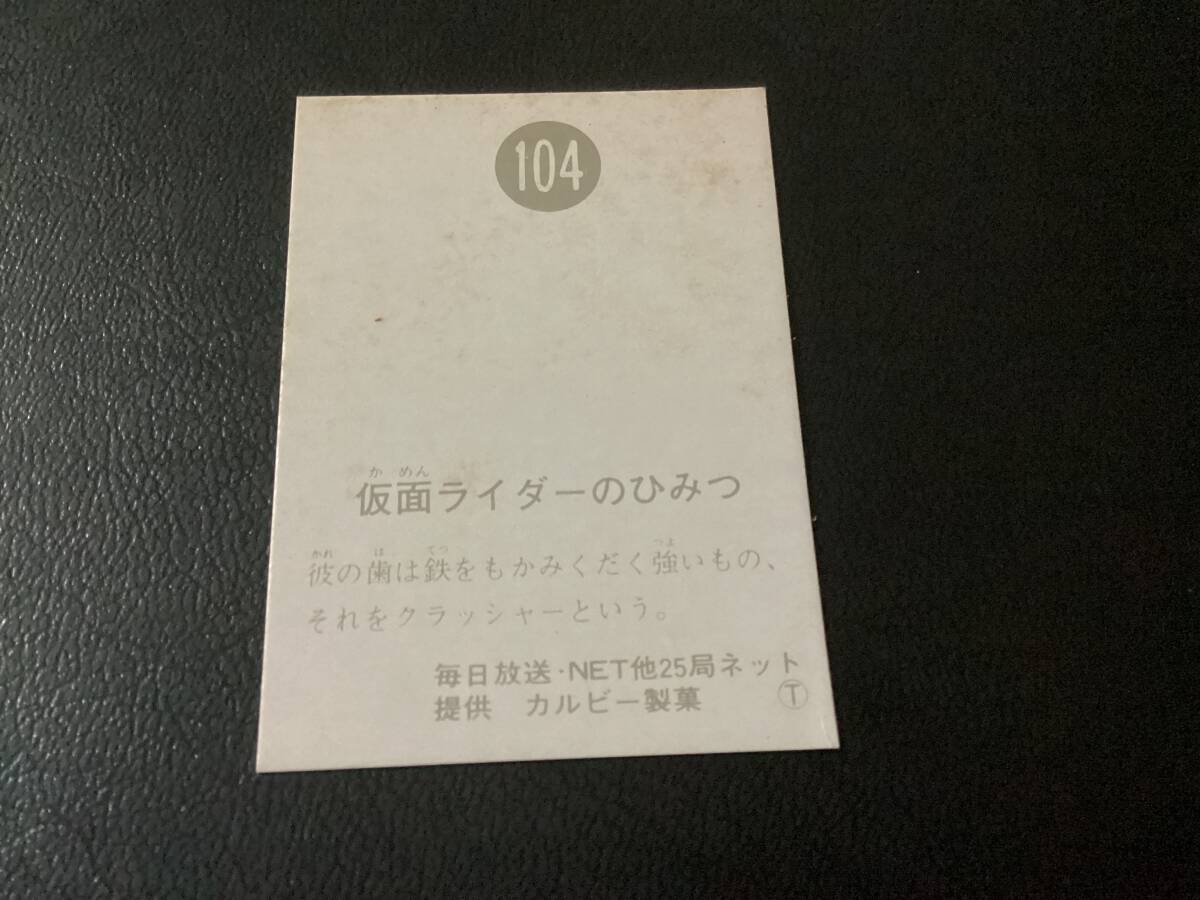 104
かめん
仮面ライダーのひみつ
かれ は てつ つよ
彼の歯は鉄をもかみくだく強いもの、
それをクラッシャーという。
毎日放送・NET他25局ネット
提供 カルビー製菓 Ⓣ